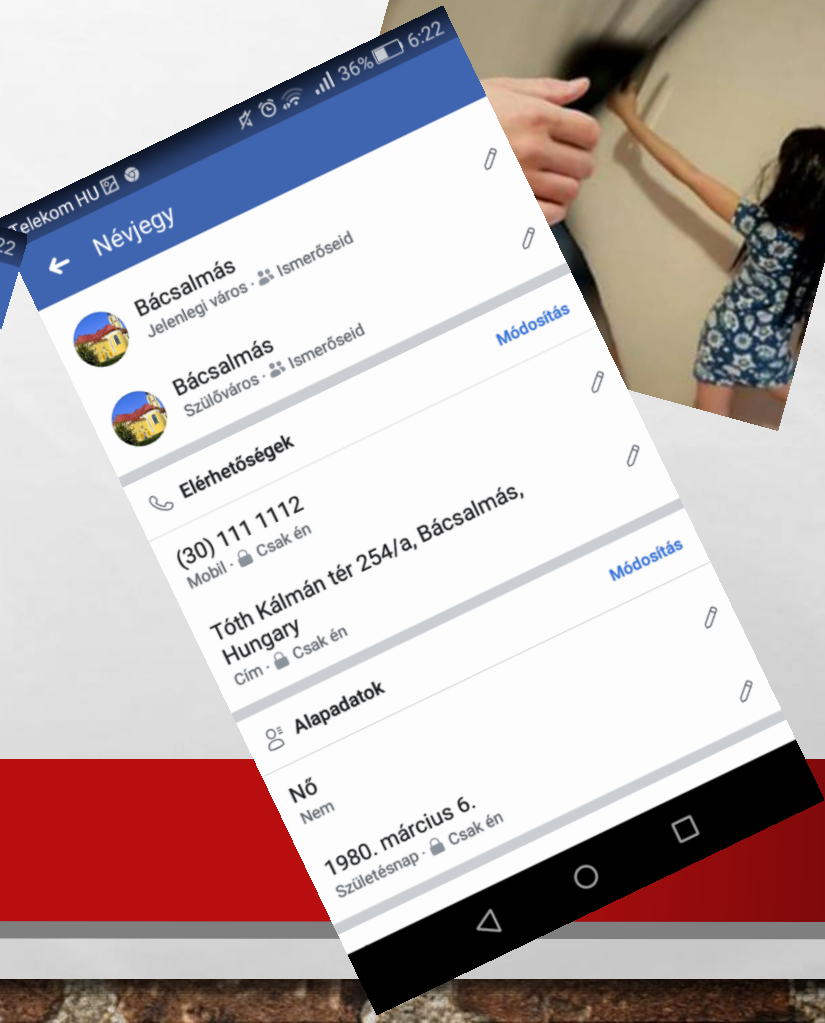 Telekom HU 36% 6:22
22
Névjegy
Bácsalmás
Jelenlegi város · Ismerőseid
Bácsalmás
Szülőváros · Ismerőseid
Elérhetőségek Módosítás
(30) 111 1112
Mobil · Csak én
Tóth Kálmán tér 254/a, Bácsalmás,
Hungary
Cím · Csak én
Alapadatok Módosítás
Nő
Nem
1980. március 6.
Születésnap · Csak én